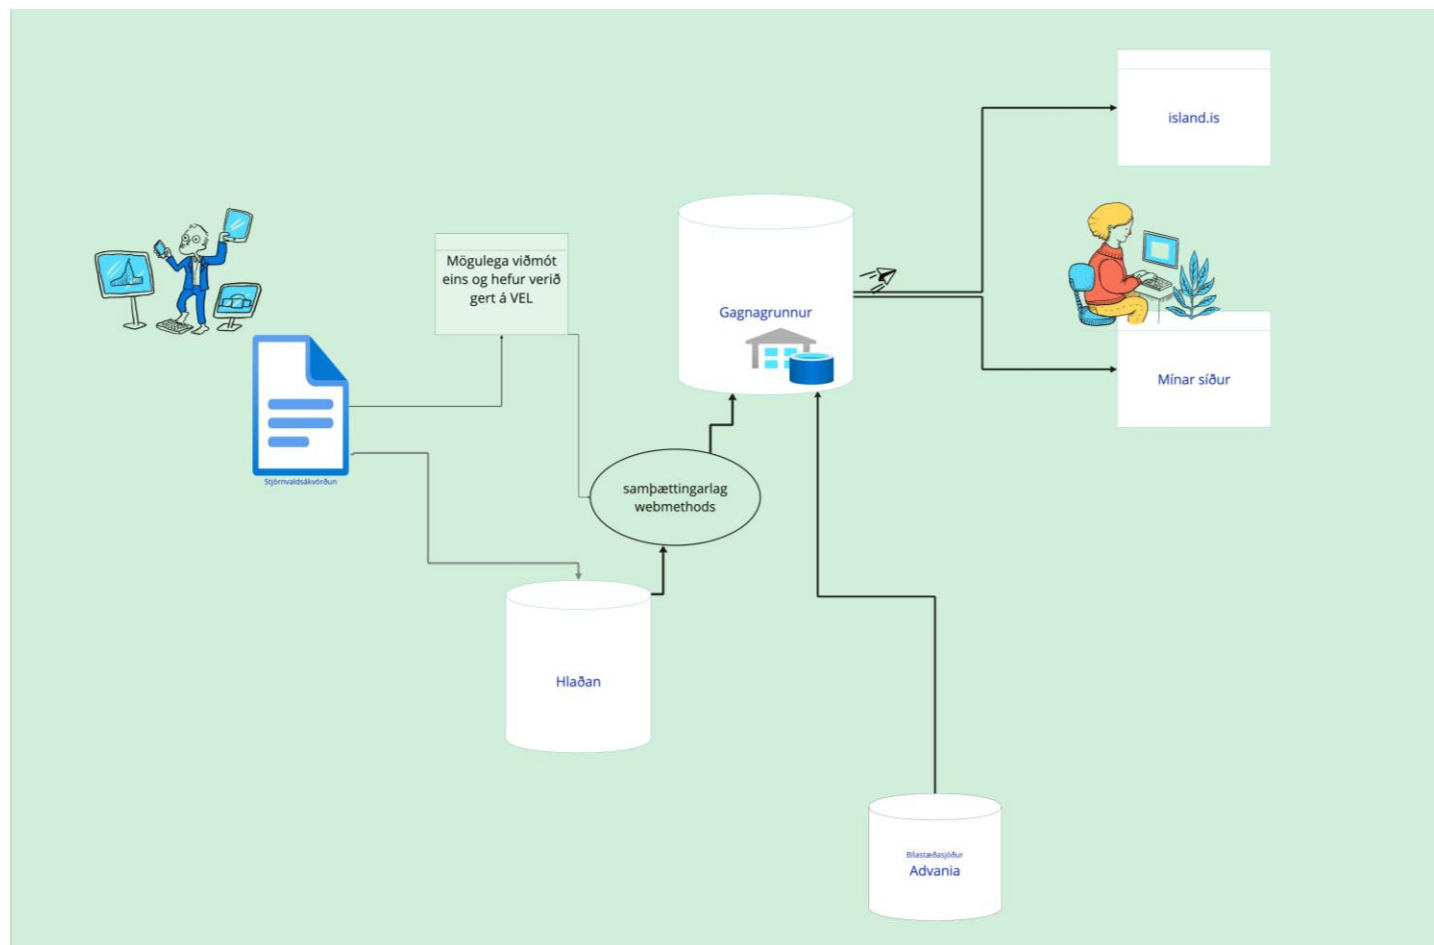 island.is
Mögulega viðmót
eins og hefur verið
gert á VEL
Gagnagrunnur
Mínar síður
Stjórnvaldsákvörðun
samþættingarlag
webmethods
Hlaðan
Bílastæðasjóður
Advania